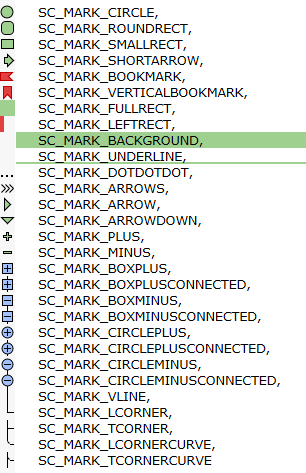 SC_MARK_CIRCLE,
SC_MARK_ROUNDRECT,
SC_MARK_SMALLRECT,
SC_MARK_SHORTARROW,
SC_MARK_BOOKMARK,
SC_MARK_VERTICALBOOKMARK,
SC_MARK_FULLRECT,
SC_MARK_LEFTRECT,
SC_MARK_BACKGROUND,
SC_MARK_UNDERLINE,
SC_MARK_DOTDOTDOT,
SC_MARK_ARROWS,
SC_MARK_ARROW,
SC_MARK_ARROWDOWN,
SC_MARK_PLUS,
SC_MARK_MINUS,
SC_MARK_BOXPLUS,
SC_MARK_BOXPLUSCONNECTED,
SC_MARK_BOXMINUS,
SC_MARK_BOXMINUSCONNECTED,
SC_MARK_CIRCLEPLUS,
SC_MARK_CIRCLEPLUSCONNECTED,
SC_MARK_CIRCLEMINUS,
SC_MARK_CIRCLEMINUSCONNECTED,
SC_MARK_VLINE,
SC_MARK_LCORNER,
SC_MARK_TCORNER,
SC_MARK_LCORNERCURVE,
SC_MARK_TCORNERCURVE